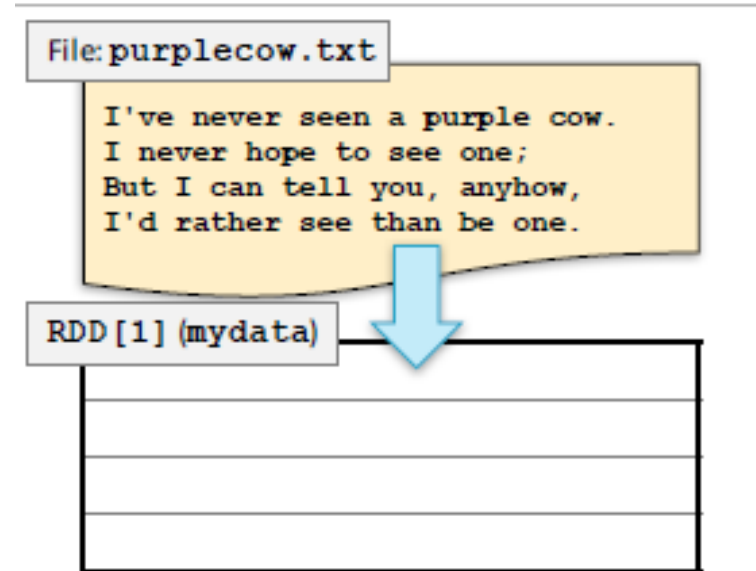 File: purplecow.txt
I've never seen a purple cow.
I never hope to see one;
But I can tell you, anyhow,
I'd rather see than be one.
RDD[1] (mydata)